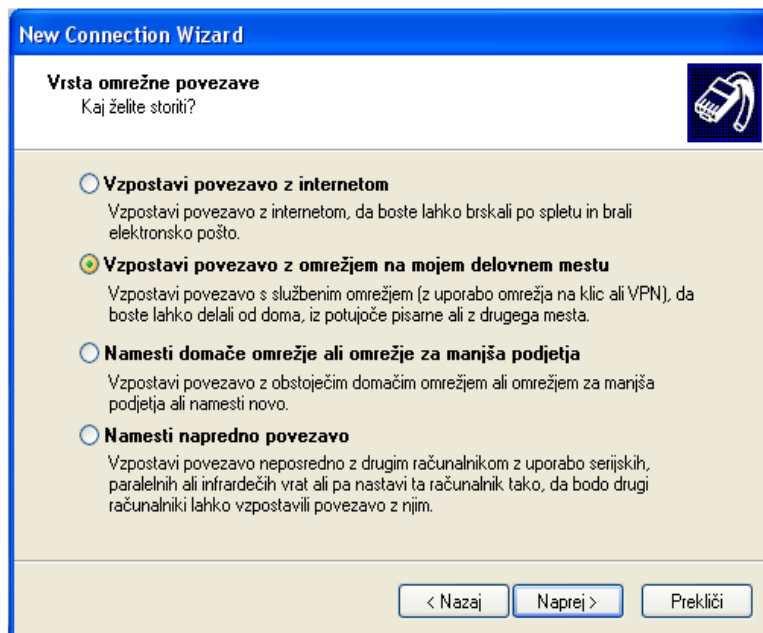 New Connection Wizard
Vrsta omrežne povezave
Kaj želite storiti?
Vzpostavi povezavo z internetom
Vzpostavi povezavo z internetom, da boste lahko brskali po spletu in brali
elektronsko pošto.
Vzpostavi povezavo z omrežjem na mojem delovnem mestu
Vzpostavi povezavo s službenim omrežjem (z uporabo omrežja na klic ali VPN), da
boste lahko delali od doma, iz potujoče pisarne ali z drugega mesta.
Namesti domače omrežje ali omrežje za manjša podjetja
Vzpostavi povezavo z obstoječim domačim omrežjem ali omrežjem za manjša
podjetja ali namesti novo.
Namesti napredno povezavo
Vzpostavi povezavo neposredno z drugim računalnikom z uporabo serijskih,
paralelnih ali infrardečih vrat ali pa nastavi ta računalnik tako, da bodo drugi
računalniki lahko vzpostavili povezavo z njim.
< Nazaj Naprej > Prekliči